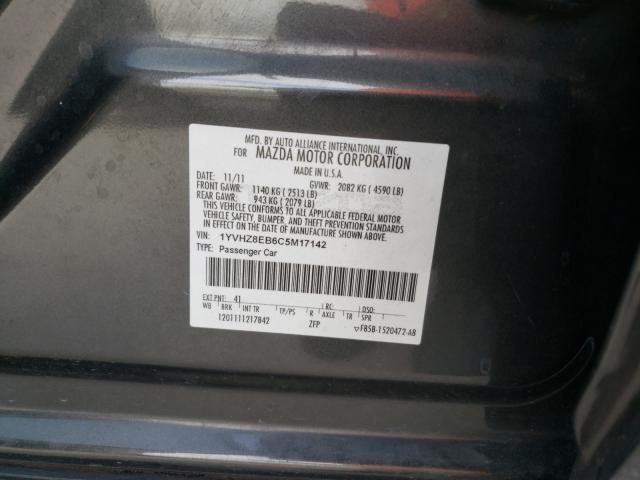 MFD. BY AUTO ALLIANCE INTERNATIONAL, INC.
FOR MAZDA MOTOR CORPORATION
MADE IN U.S.A.
DATE: 11/11 GVWR: 2082 KG ( 4590 LB)
FRONT GAWR: 1140 KG ( 2513 LB)
REAR GAWR: 943 KG ( 2079 LB)
THIS VEHICLE CONFORMS TO ALL APPLICABLE FEDERAL MOTOR
VEHICLE SAFETY, BUMPER, AND THEFT PREVENTION STANDARDS
IN EFFECT ON THE DATE OF MANUFACTURE SHOWN ABOVE.
VIN: 1YVHZ8EB6C5M17142
TYPE: Passenger Car
EXT PNT: 41 RC: DSO:
WB BRK INT TR TP/PS R AXLE TR SPR
1201111217842 ZFP F85B-1520472-AB